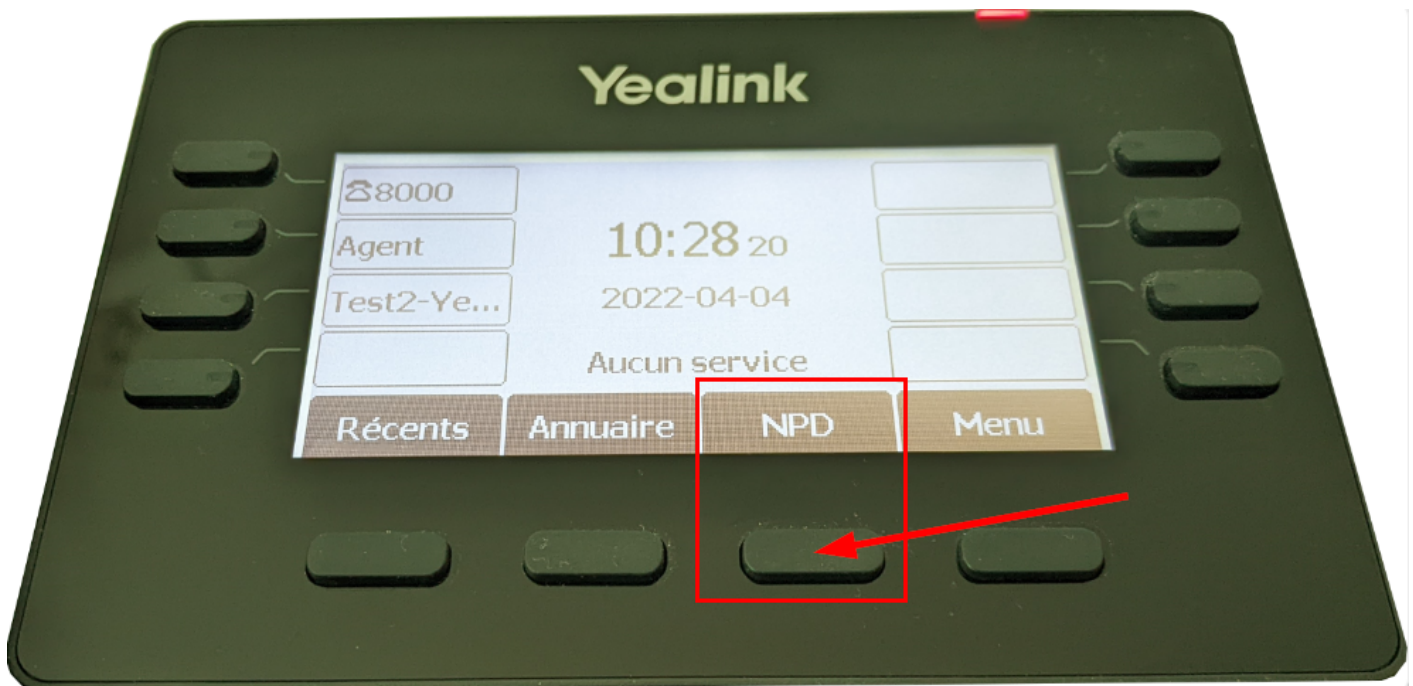 Yealink
8000
Agent
10:28 20
Test2-Ye...
2022-04-04
Aucun service
Récents Annuaire NPD Menu